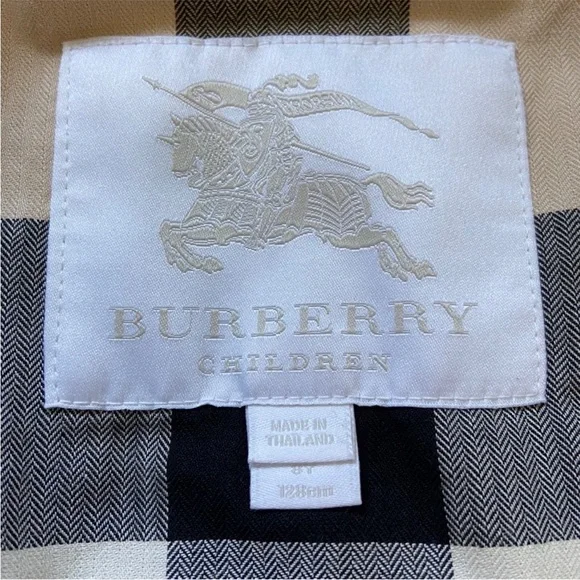 BURBERRY
CHILDREN
MADE IN
THAILAND
8Y
128cm